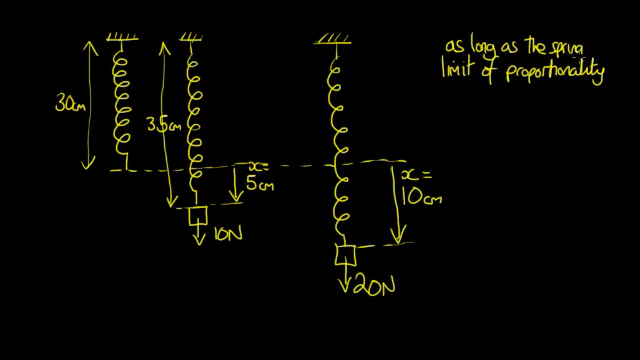 as long as the spring
limit of proportionality
30cm
35cm
x=
5cm
x=
10cm
10N
20N